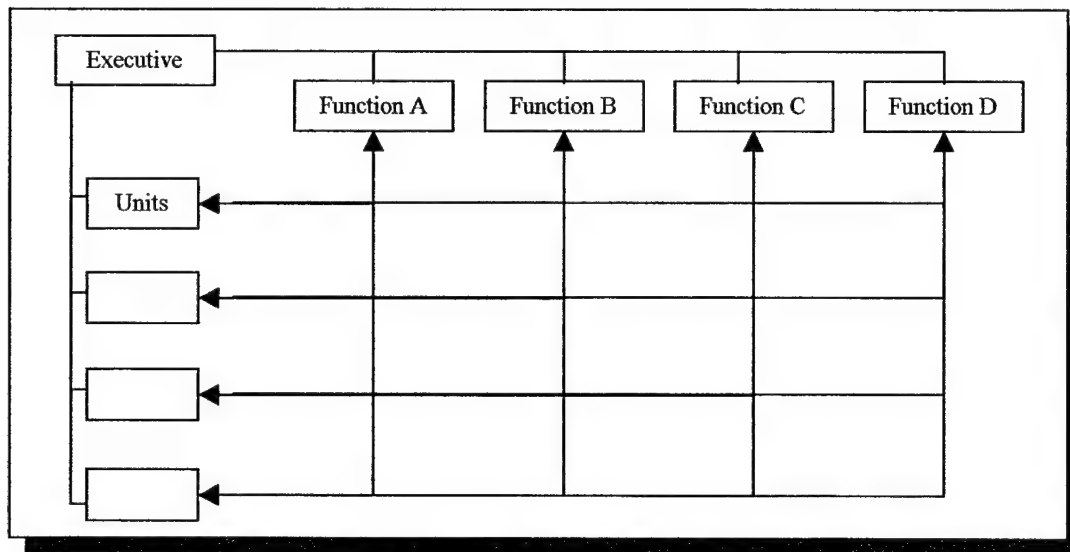 Executive
Function A
Function B
Function C
Function D
Units